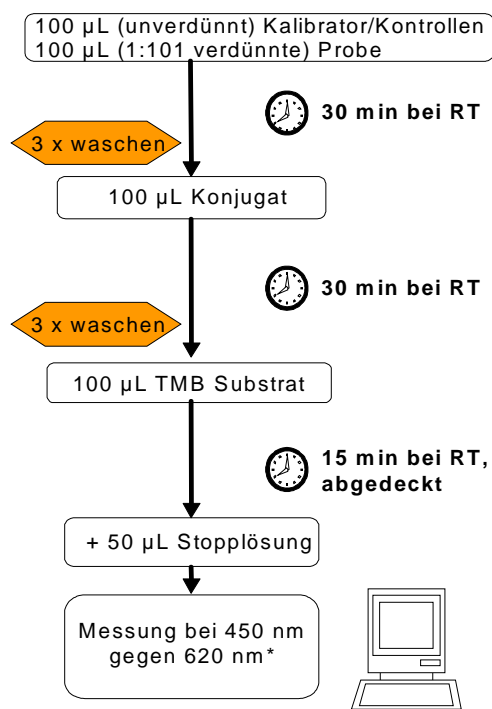 100 µL (unverdünnt) Kalibrator/Kontrollen
100 µL (1:101 verdünnte) Probe
30 min bei RT
3 x waschen
100 µL Konjugat
30 min bei RT
3 x waschen
100 µL TMB Substrat
15 min bei RT,
abgedeckt
+ 50 µL Stopplösung
Messung bei 450 nm
gegen 620 nm*